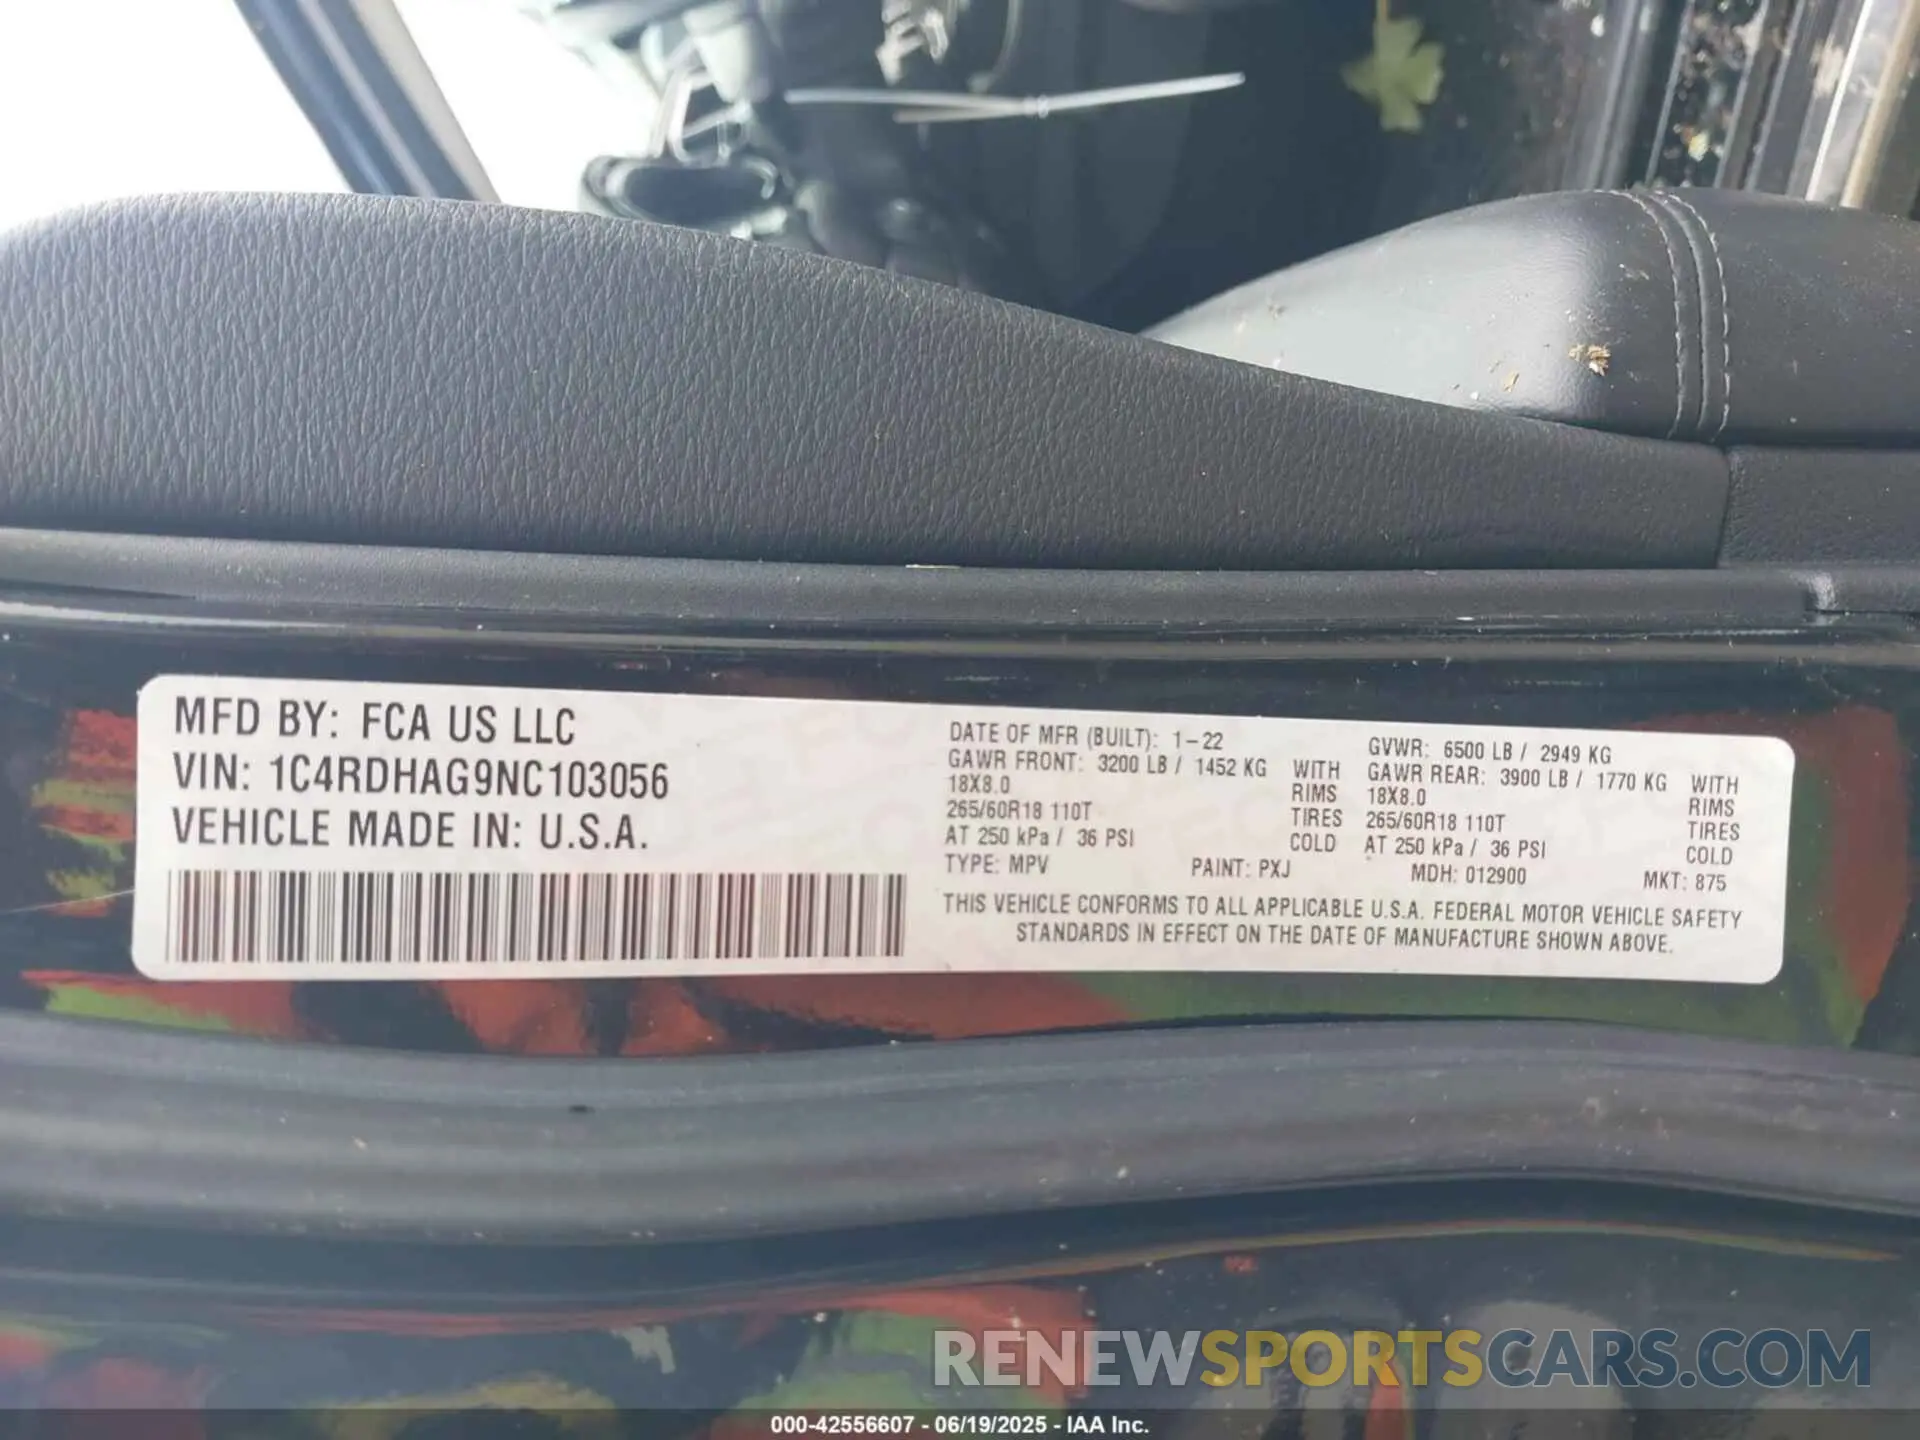 MFD BY: FCA US LLC
VIN: 1C4RDHAG9NC103056
VEHICLE MADE IN: U.S.A.
DATE OF MFR (BUILT): 1-22
GAWR FRONT: 3200 LB / 1452 KG WITH
18X8.0 RIMS
265/60R18 110T TIRES
AT 250 kPa / 36 PSI COLD
GVWR: 6500 LB / 2949 KG
GAWR REAR: 3900 LB / 1770 KG WITH
18X8.0 RIMS
265/60R18 110T TIRES
AT 250 kPa / 36 PSI COLD
TYPE: MPV PAINT: PXJ MDH: 012900 MKT: 875
THIS VEHICLE CONFORMS TO ALL APPLICABLE U.S.A. FEDERAL MOTOR VEHICLE SAFETY
STANDARDS IN EFFECT ON THE DATE OF MANUFACTURE SHOWN ABOVE.
RENEWSPORTSCARS.COM
000-42556607 - 06/19/2025 - IAA Inc.